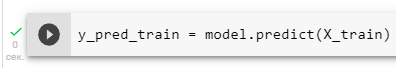 y_pred_train = model.predict(X_train)
0
сек.